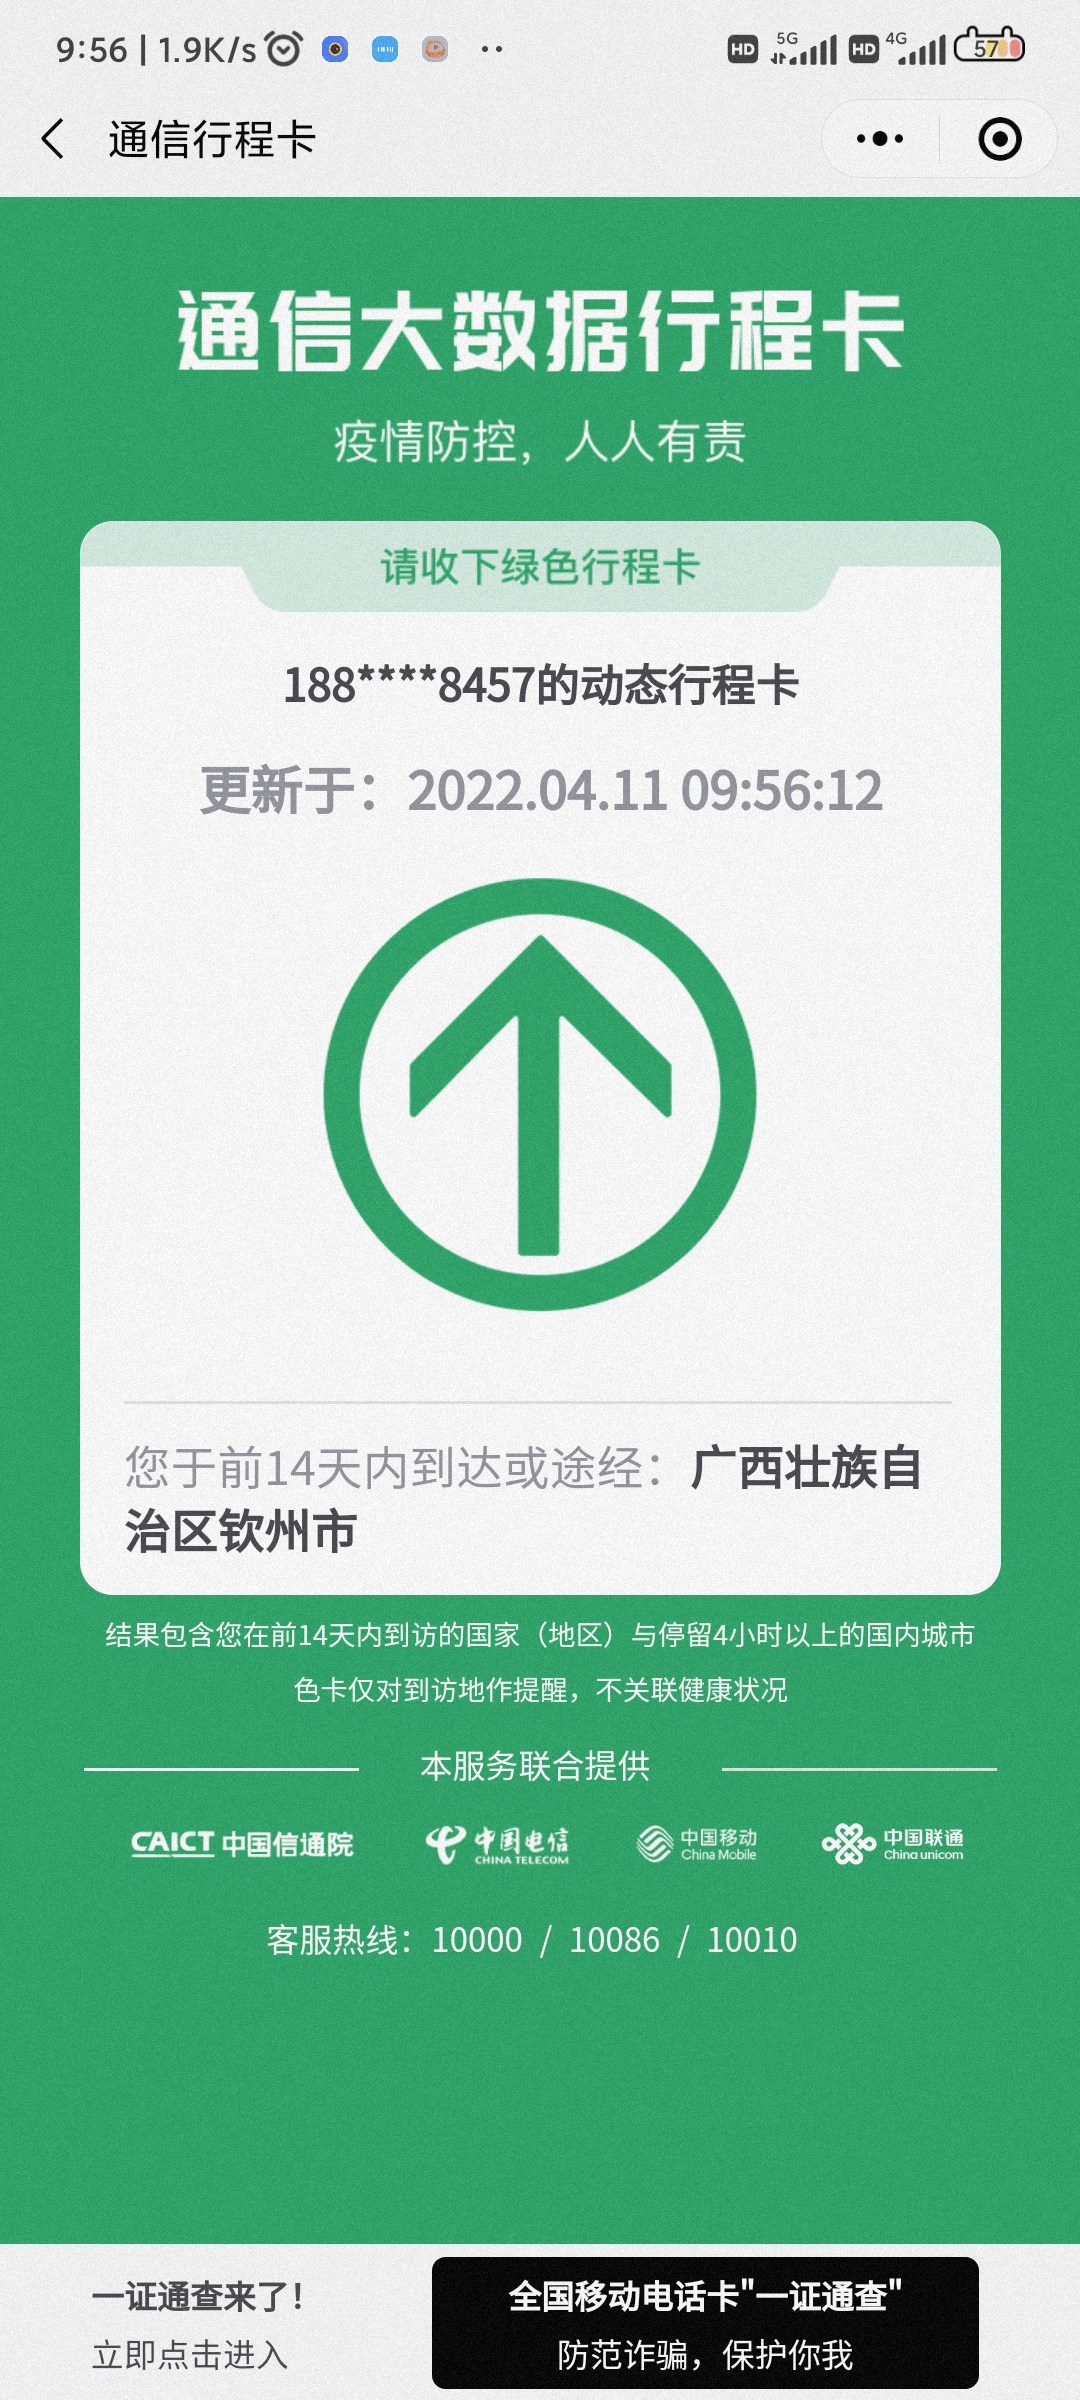 9:56 | 1.9K/s
HD 5G HD 4G 57
通信行程卡
通信大数据行程卡
疫情防控，人人有责
请收下绿色行程卡
188****8457的动态行程卡
更新于：2022.04.11 09:56:12
您于前14天内到达或途经：广西壮族自
治区钦州市
结果包含您在前14天内到访的国家（地区）与停留4小时以上的国内城市
色卡仅对到访地作提醒，不关联健康状况
本服务联合提供
CAICT 中国信通院 中国电信 CHINA TELECOM 中国移动 China Mobile 中国联通 China unicom
客服热线：10000 / 10086 / 10010
一证通查来了！
立即点击进入
全国移动电话卡"一证通查"
防范诈骗，保护你我